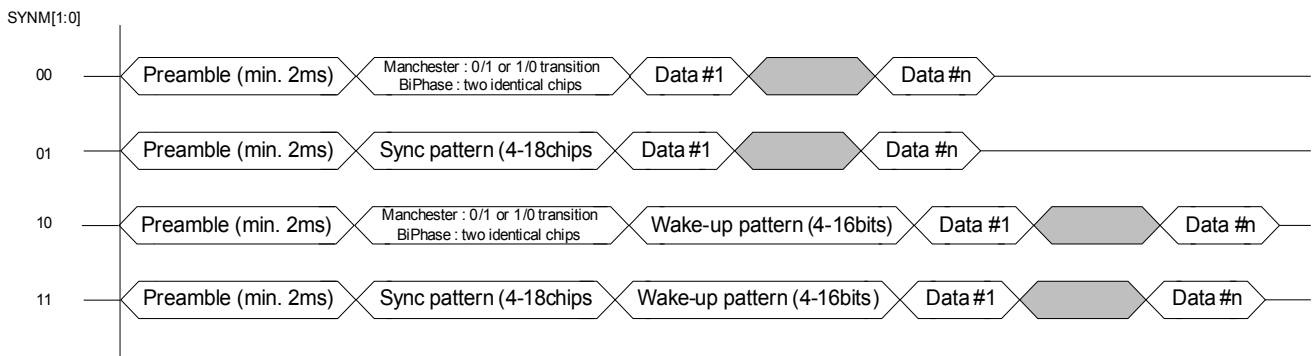 SYNM[1:0]
00
Preamble (min. 2ms)
Manchester : 0/1 or 1/0 transition
BiPhase : two identical chips
Data #1
Data #n
01
Preamble (min. 2ms)
Sync pattern (4-18chips
Data #1
Data #n
10
Preamble (min. 2ms)
Manchester : 0/1 or 1/0 transition
BiPhase : two identical chips
Wake-up pattern (4-16bits)
Data #1
Data #n
11
Preamble (min. 2ms)
Sync pattern (4-18chips
Wake-up pattern (4-16bits)
Data #1
Data #n